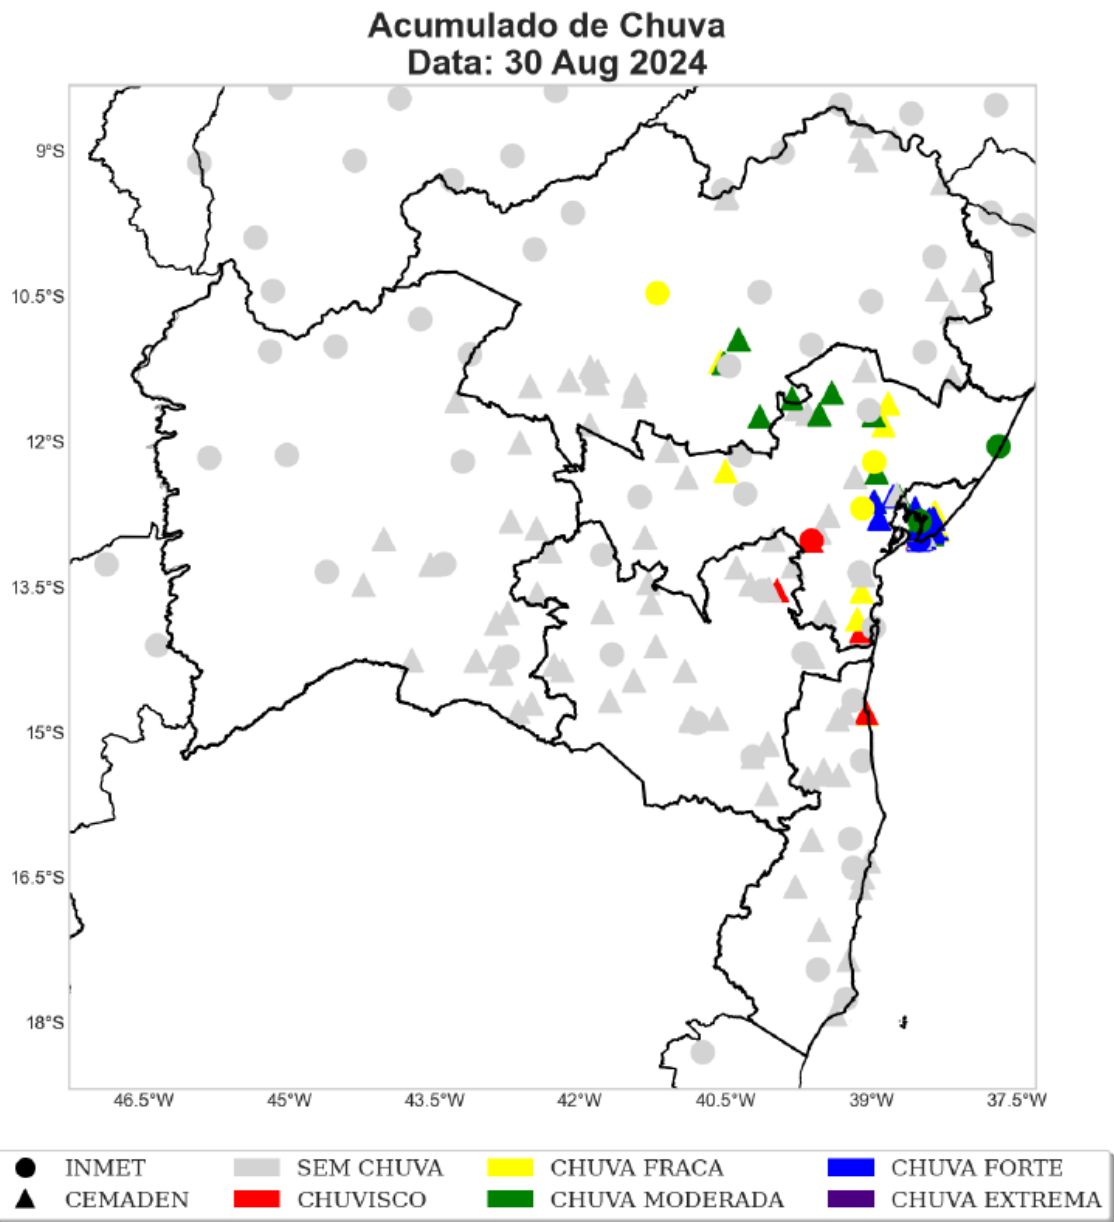 Acumulado de Chuva
Data: 30 Aug 2024
9°S
10.5°S
12°S
13.5°S
15°S
16.5°S
18°S
46.5°W 45°W 43.5°W 42°W 40.5°W 39°W 37.5°W
INMET SEM CHUVA CHUVA FRACA CHUVA FORTE
CEMADEN CHUVISCO CHUVA MODERADA CHUVA EXTREMA